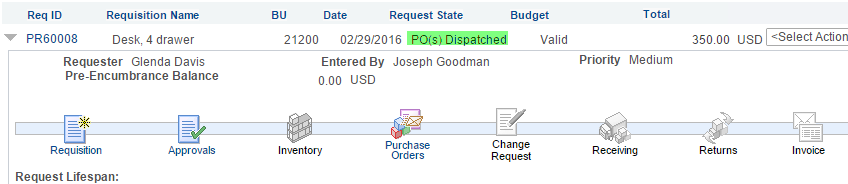 Req ID Requisition Name BU Date Request State Budget Total
PR60008 Desk, 4 drawer 21200 02/29/2016 PO(s) Dispatched Valid 350.00 USD <Select Action
Requester Glenda Davis Entered By Joseph Goodman Priority Medium
Pre-Encumbrance Balance 0.00 USD
Requisition Approvals Inventory Purchase Orders Change Request Receiving Returns Invoice
Request Lifespan: